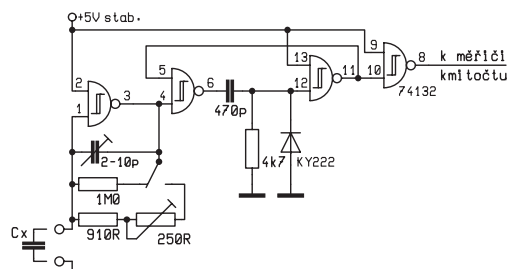 +5V stab.
9
8
k měřiči
kmitočtu
10
74132
13
11
12
5
6
4
470p
2
3
1
2-10p
4k7
KY222
1M0
910R
250R
Cx